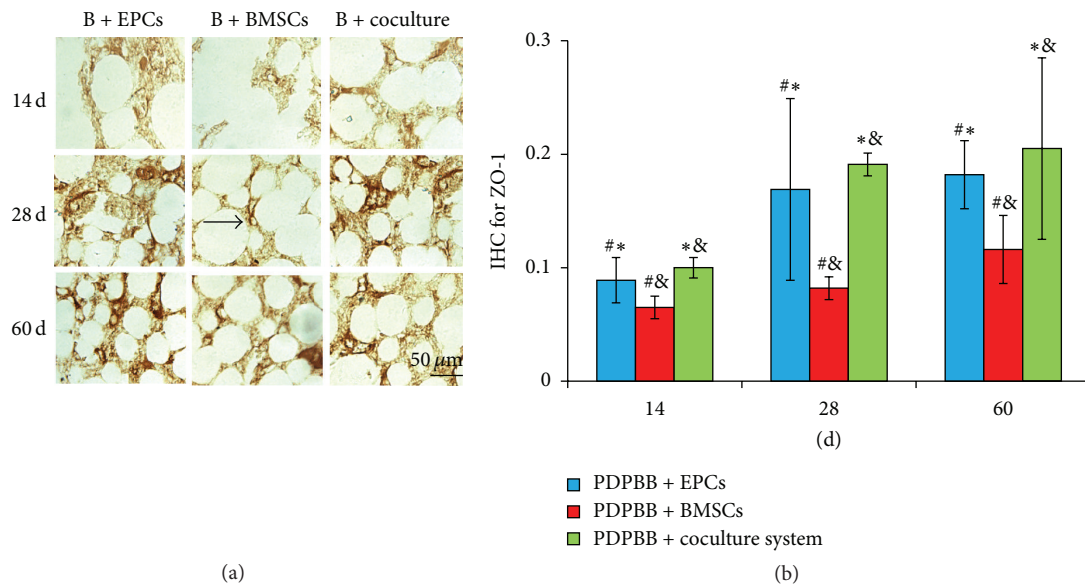 B + EPCs B + BMSCs B + coculture
14 d
28 d
60 d
50 μm
(a)
IHC for ZO-1
0.3
0.2
0.1
0
#* #& *&
#* #& *&
#* #& *&
14 28 60
(d)
PDPBB + EPCs
PDPBB + BMSCs
PDPBB + coculture system
(b)